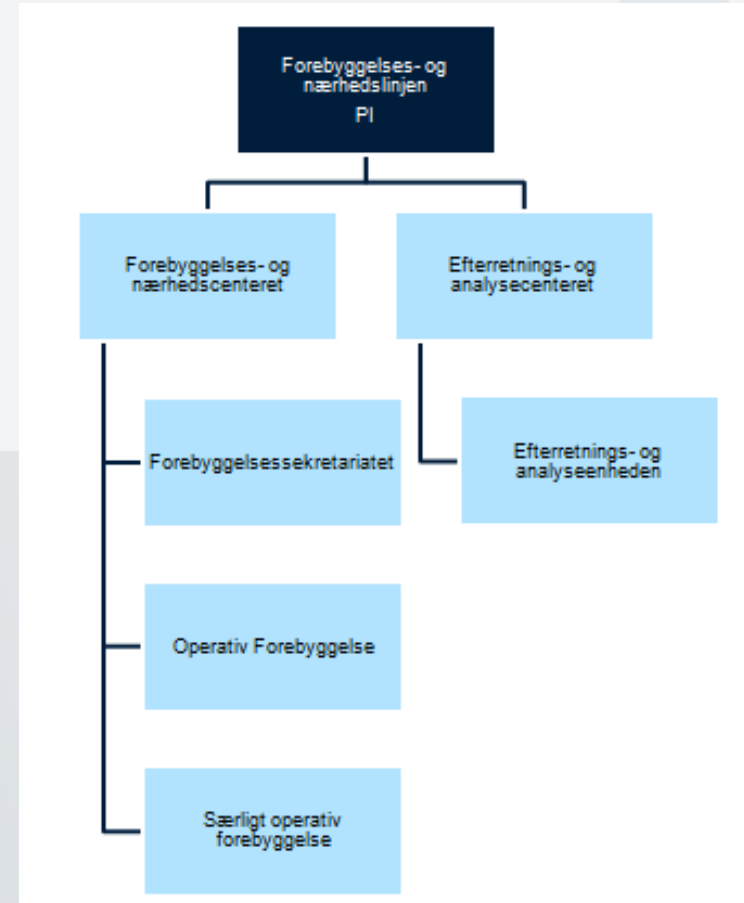 Forebyggelses- og
nærhedslinjen
PI
Forebyggelses- og
nærhedscenteret
Efterretnings- og
analysecenteret
Forebyggelsessekretariatet
Efterretnings- og
analyseenheden
Operativ Forebyggelse
Særligt operativ
forebyggelse